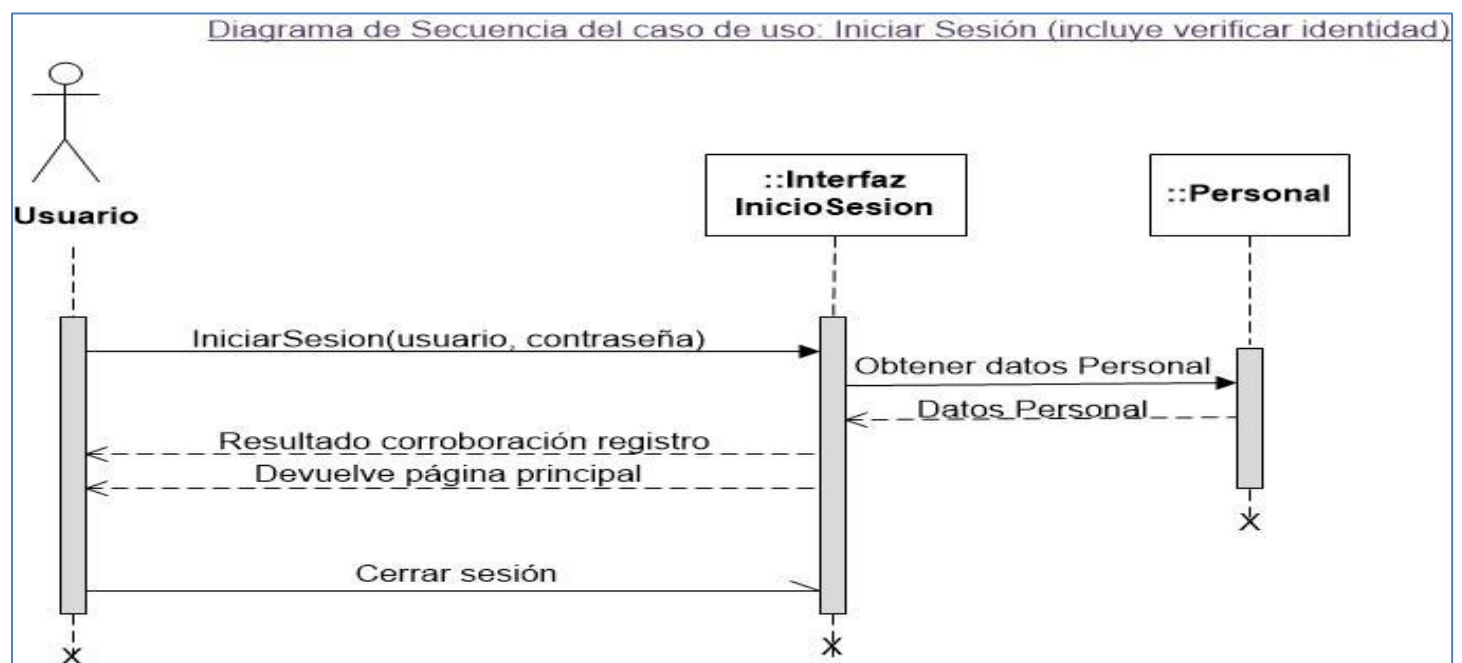 Diagrama de Secuencia del caso de uso: Iniciar Sesión (incluye verificar identidad)
Usuario
::Interfaz
InicioSesion
::Personal
IniciarSesion(usuario, contraseña)
Obtener datos Personal
Datos Personal
Resultado corroboración registro
Devuelve página principal
Cerrar sesión